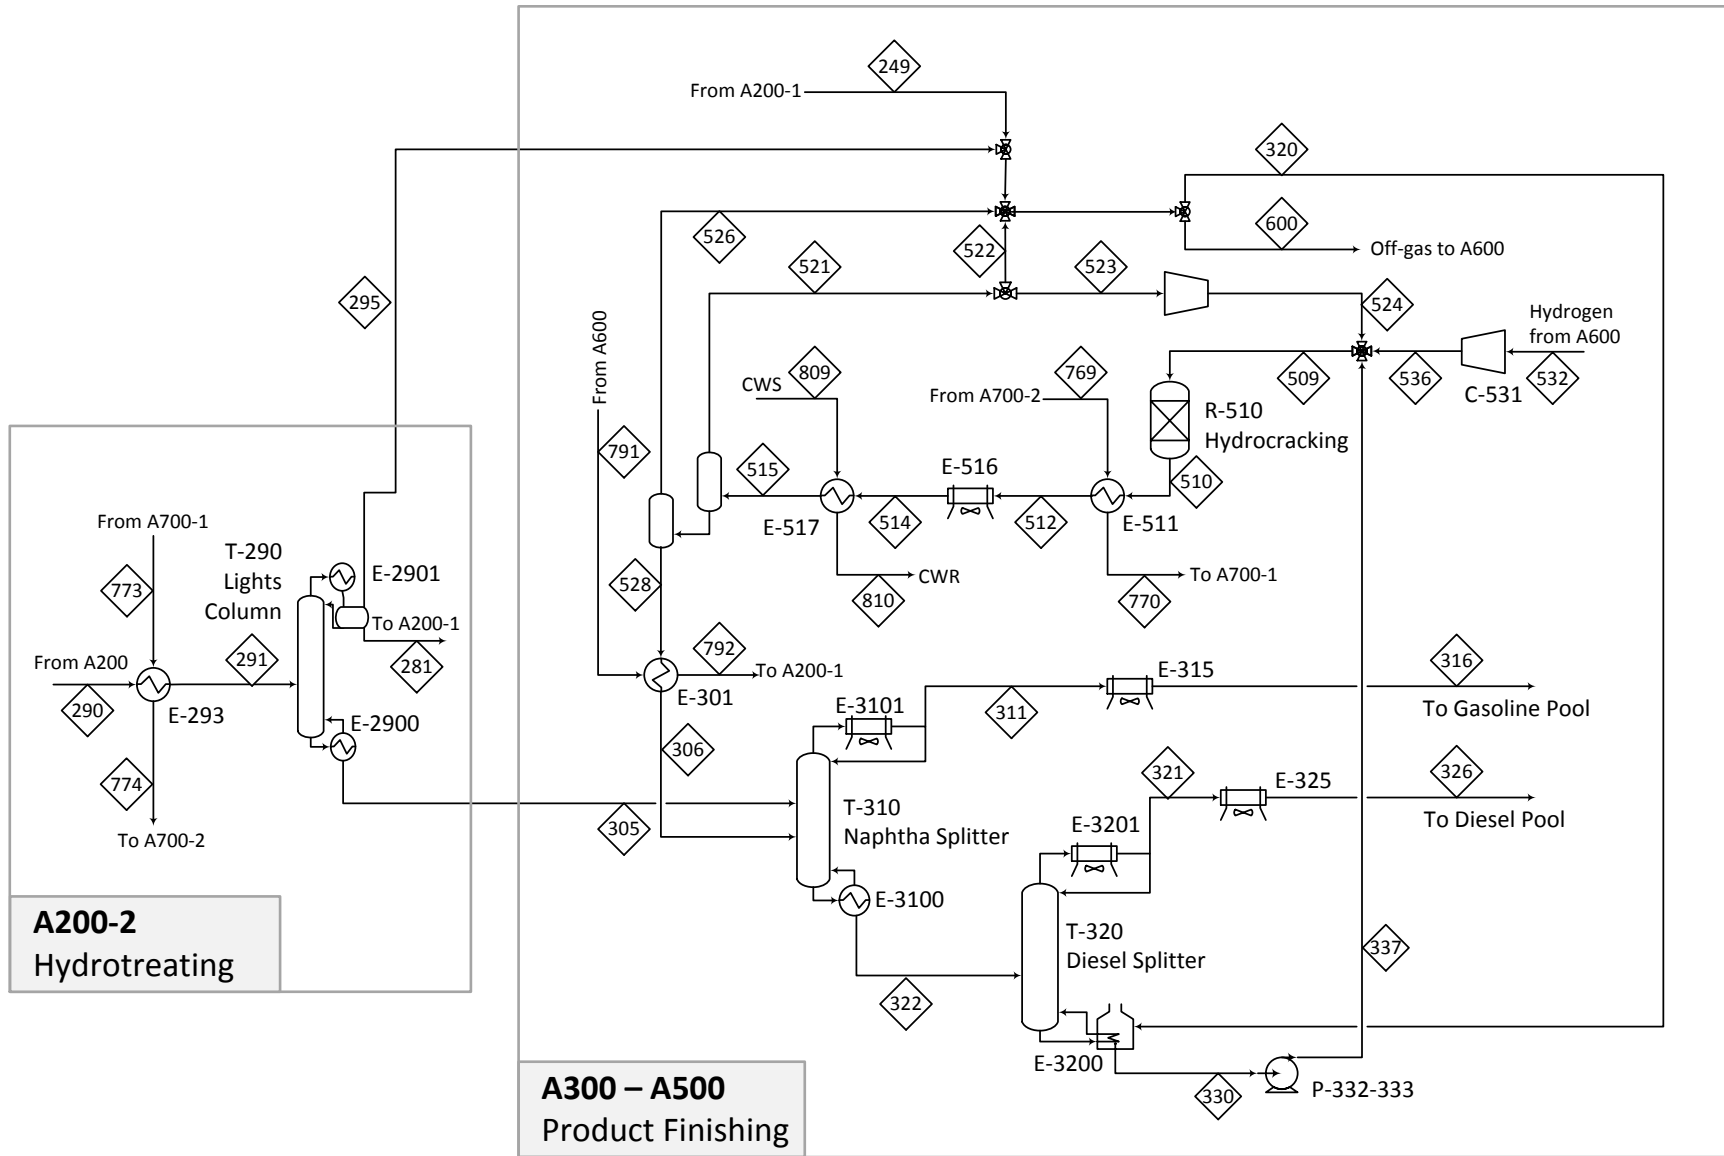 249
From A200-1
320
526
522
600
Off-gas to A600
521
523
295
524
Hydrogen
from A600
From A600
CWS
809
From A700-2
769
509
536
532
C-531
R-510
Hydrocracking
791
515
E-516
510
E-517
514
512
E-511
From A700-1
T-290
Lights
Column
E-2901
773
528
810
CWR
770
To A700-1
To A200-1
281
From A200
291
792
To A200-1
290
E-293
E-2900
E-301
E-3101
311
E-315
316
To Gasoline Pool
306
774
321
E-325
326
To Diesel Pool
To A700-2
305
T-310
Naphtha Splitter
E-3201
E-3100
T-320
Diesel Splitter
337
322
E-3200
330
P-332-333
A200-2
Hydrotreating
A300 – A500
Product Finishing